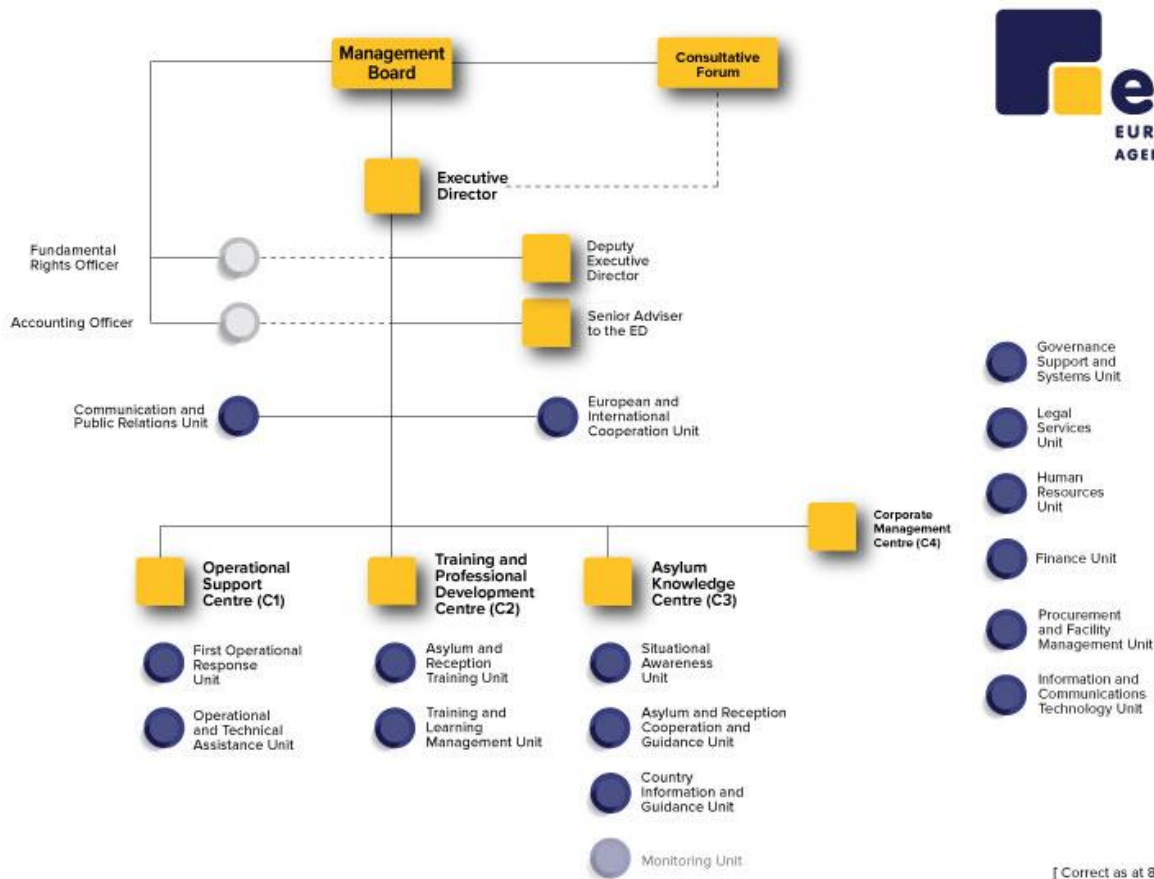 Management
Board
Consultative
Forum
e
EUR
AGEN
Executive
Director
Fundamental
Rights Officer
Deputy
Executive
Director
Accounting Officer
Senior Adviser
to the ED
Communication and
Public Relations Unit
European and
International
Cooperation Unit
Governance
Support and
Systems Unit
Legal
Services
Unit
Human
Resources
Unit
Finance Unit
Procurement
and Facility
Management Unit
Information and
Communications
Technology Unit
Corporate
Management
Centre (C4)
Operational
Support
Centre (C1)
First Operational
Response
Unit
Operational
and Technical
Assistance Unit
Training and
Professional
Development
Centre (C2)
Asylum and
Reception
Training Unit
Training and
Learning
Management Unit
Asylum
Knowledge
Centre (C3)
Situational
Awareness
Unit
Asylum and Reception
Cooperation and
Guidance Unit
Country
Information and
Guidance Unit
Monitoring Unit
[ Correct as at 8